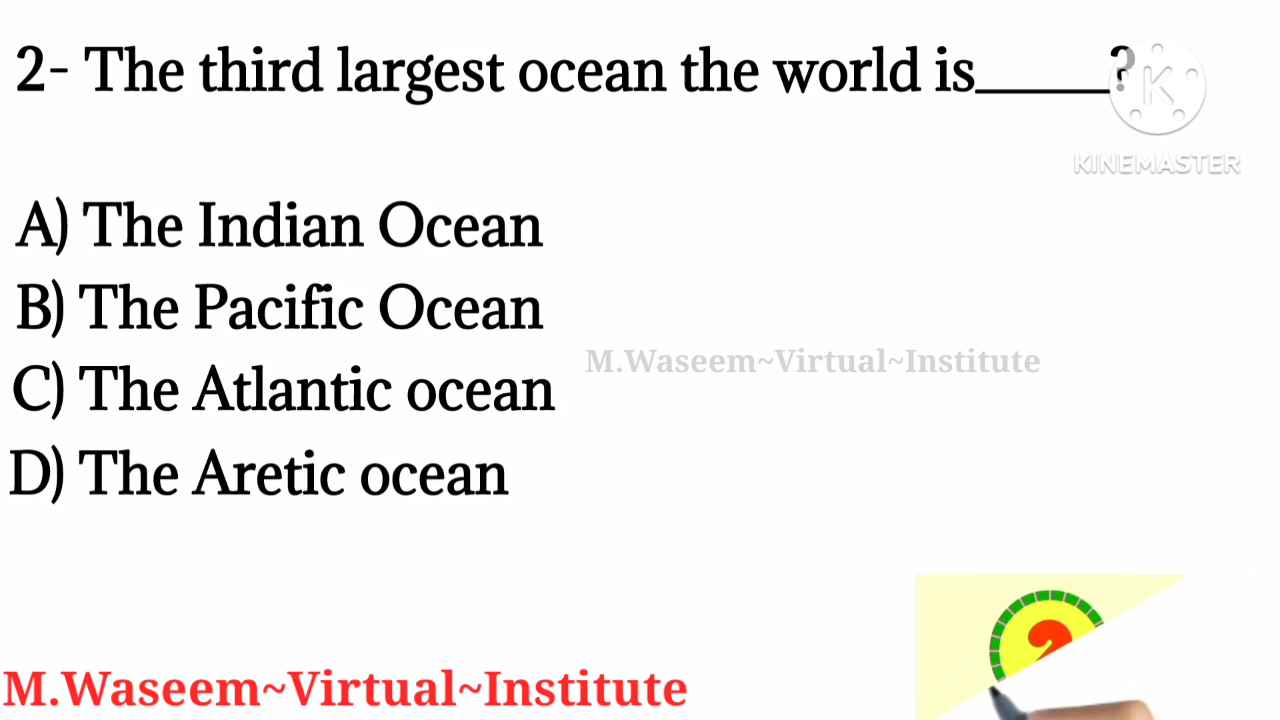 2- The third largest ocean the world is_____?
KINEMASTER
A) The Indian Ocean
B) The Pacific Ocean
M.Waseem~Virtual~Institute
C) The Atlantic ocean
D) The Aretic ocean
M.Waseem~Virtual~Institute